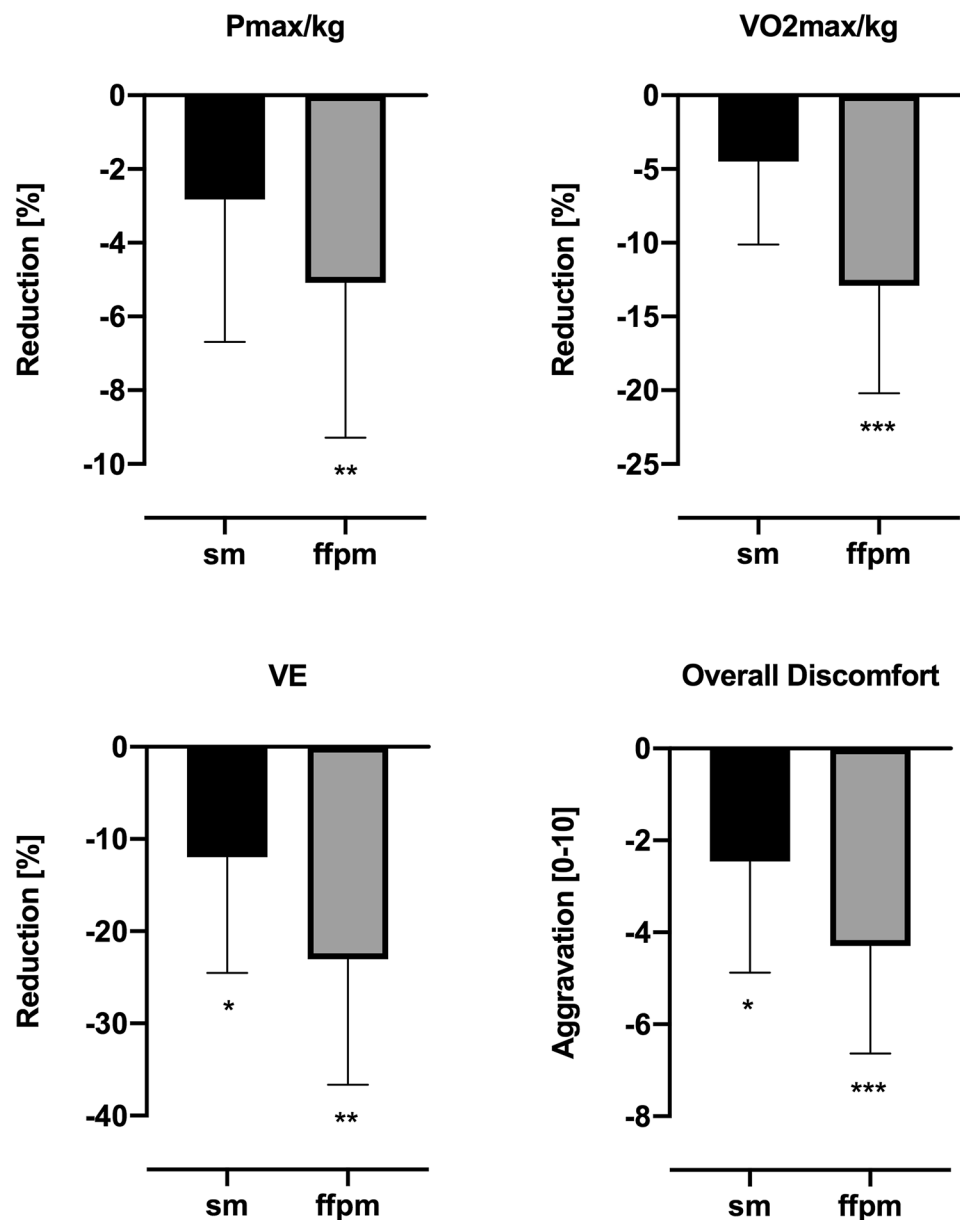 Pmax/kg
0
-2
-4
-6
-8
-10
Reduction [%]
**
sm ffpm
VO2max/kg
0
-5
-10
-15
-20
-25
Reduction [%]
***
sm ffpm
VE
0
-10
-20
-30
-40
Reduction [%]
*
**
sm ffpm
Overall Discomfort
0
-2
-4
-6
-8
Aggravation [0-10]
*
***
sm ffpm